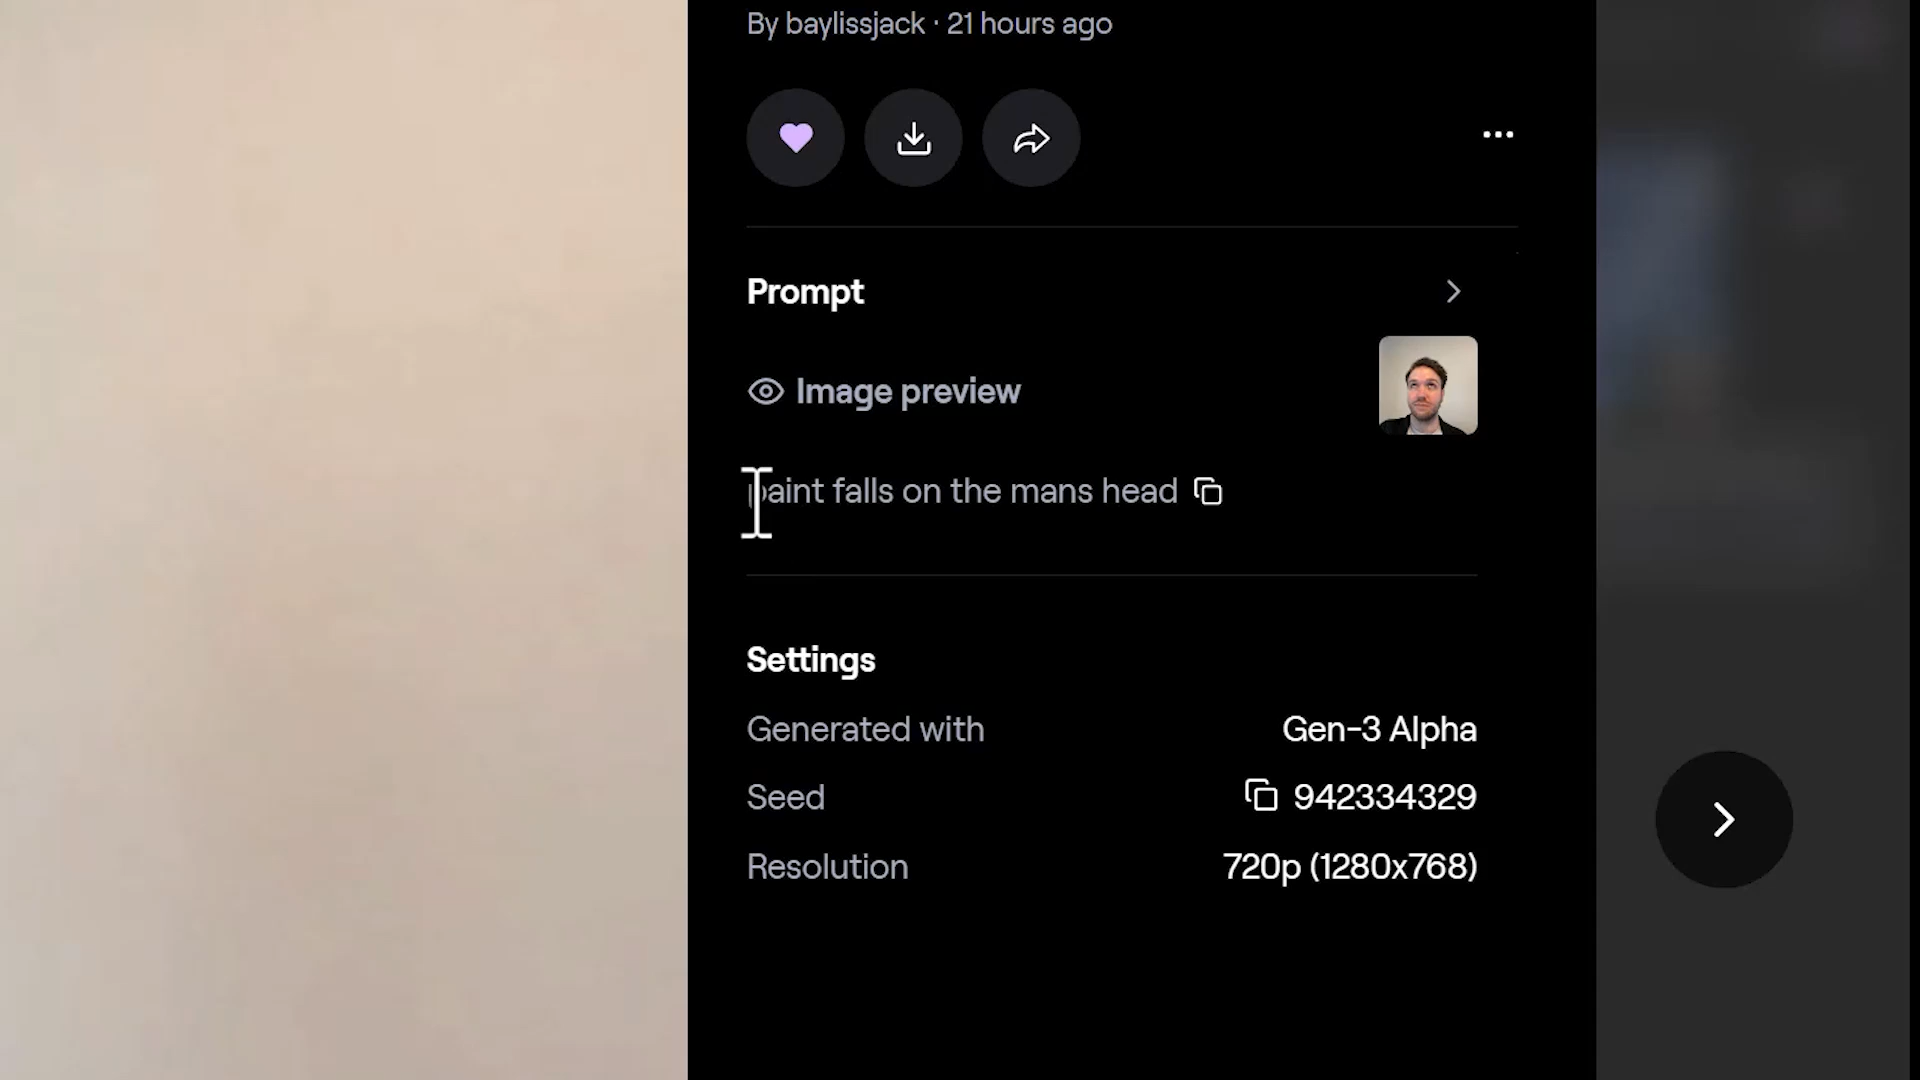 By baylissjack · 21 hours ago
Prompt
Image preview
paint falls on the mans head
Settings
Generated with Gen-3 Alpha
Seed 942334329
Resolution 720p (1280x768)